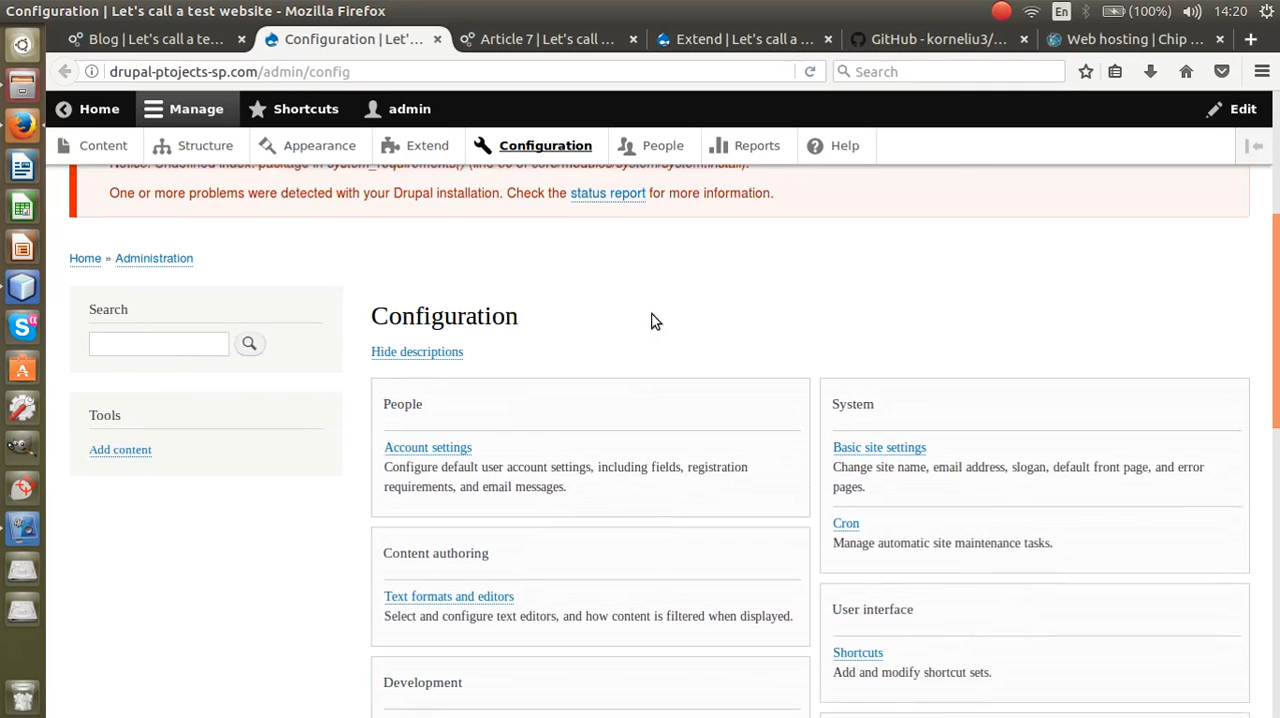 Configuration | Let's call a test website - Mozilla Firefox
En
(100%)
14:20
Blog | Let's call a te... ×
Configuration | Let'... ×
Article 7 | Let's call ... ×
Extend | Let's call a ... ×
GitHub - korneliu3/... ×
Web hosting | Chip ... ×
drupal-ptojects-sp.com/admin/config
Search
Home
Manage
Shortcuts
admin
Edit
Content
Structure
Appearance
Extend
Configuration
People
Reports
Help
Notice: Undefined index: package in system_requirements() (line
One or more problems were detected with your Drupal installation. Check the status report for more information.
Home » Administration
Search
Configuration
Hide descriptions
Tools
Add content
People
Account settings
Configure default user account settings, including fields, registration
requirements, and email messages.
Content authoring
Text formats and editors
Select and configure text editors, and how content is filtered when displayed.
Development
System
Basic site settings
Change site name, email address, slogan, default front page, and error
pages.
Cron
Manage automatic site maintenance tasks.
User interface
Shortcuts
Add and modify shortcut sets.